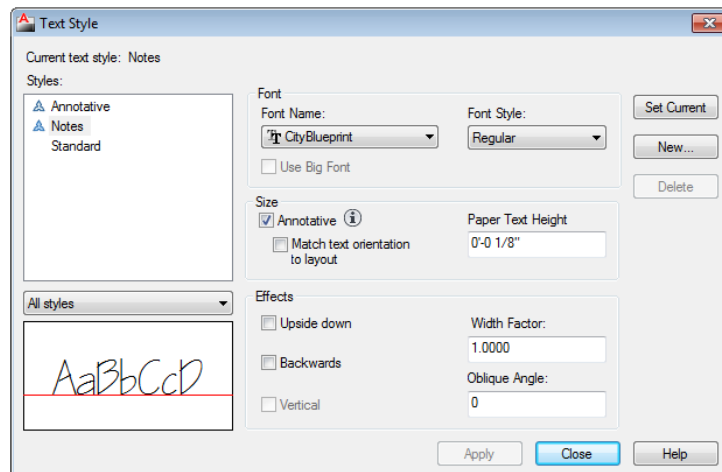 Text Style
Current text style: Notes
Styles:
Annotative
Notes
Standard
All styles
AaBbCcD
Font
Font Name:
CityBlueprint
Use Big Font
Font Style:
Regular
Size
Annotative
Match text orientation
to layout
Paper Text Height
0'-0 1/8"
Effects
Upside down
Backwards
Vertical
Width Factor:
1.0000
Oblique Angle:
0
Set Current
New...
Delete
Apply
Close
Help